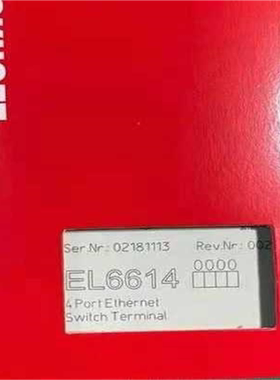 Ser.Nr.: 02181113 Rev.Nr.: 002
EL6614 0000
4 Port Ethernet
Switch Terminal